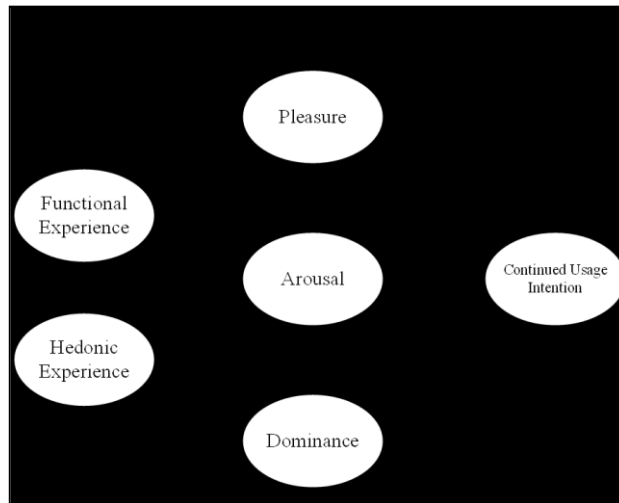 Pleasure
Functional
Experience
Arousal
Continued Usage
Intention
Hedonic
Experience
Dominance